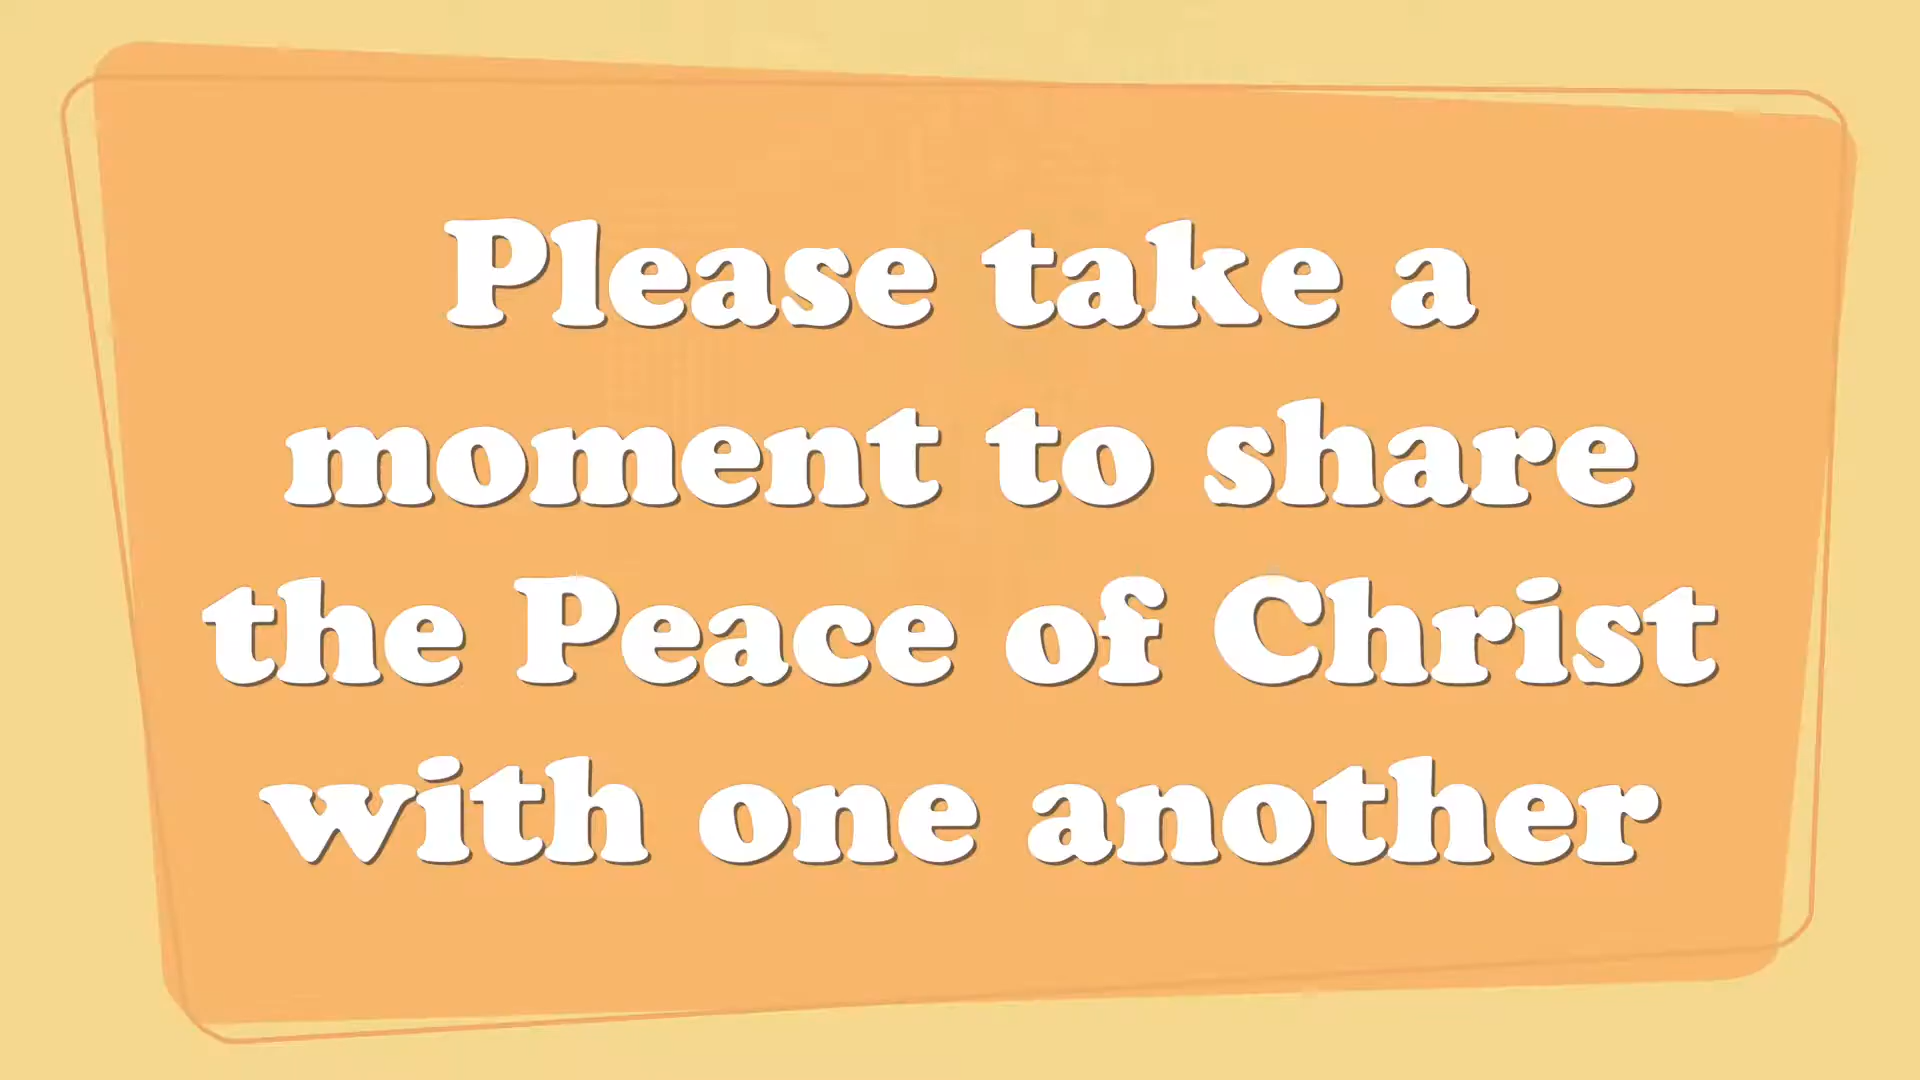 Please take a
moment to share
the Peace of Christ
with one another